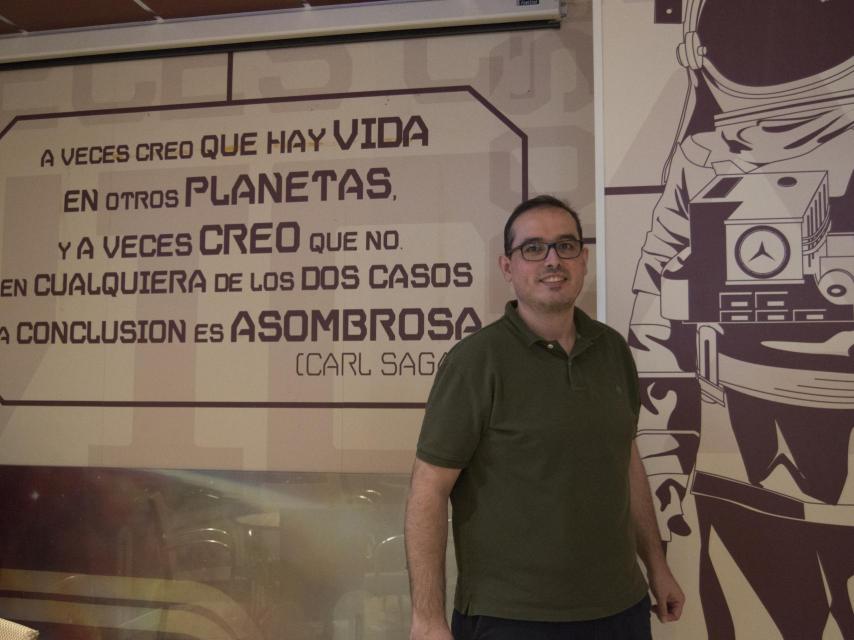 A VECES CREO QUE HAY VIDA
EN OTROS PLANETAS,
Y A VECES CREO QUE NO.
EN CUALQUIERA DE LOS DOS CASOS
A CONCLUSION ES ASOMBROSA
(CARL SAGA